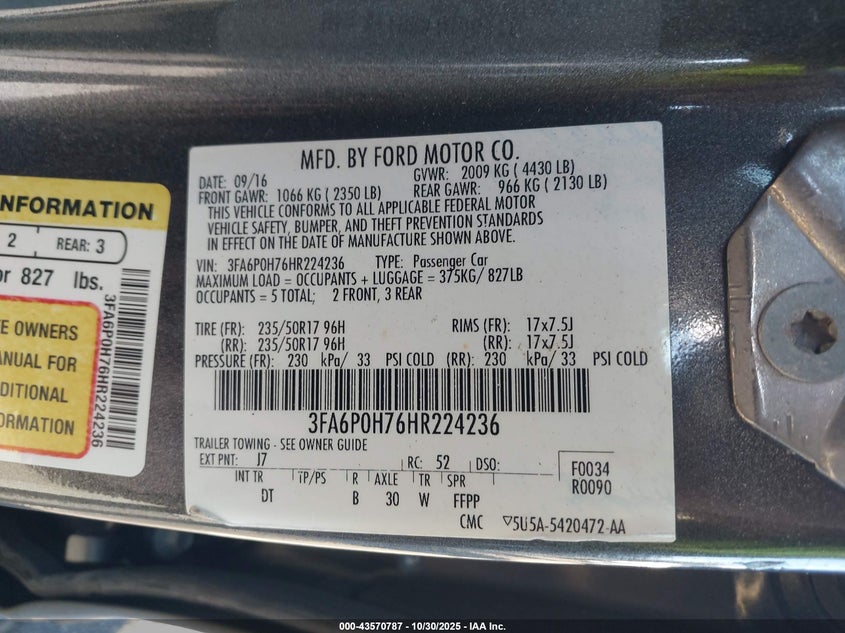 NFORMATION
2
REAR: 3
or 827 lbs.
E OWNERS
ANUAL FOR
DITIONAL
FORMATION
3FA6P0H76HR224236
MFD. BY FORD MOTOR CO.
DATE: 09/16
GVWR: 2009 KG ( 4430 LB)
FRONT GAWR: 1066 KG ( 2350 LB)
REAR GAWR: 966 KG ( 2130 LB)
THIS VEHICLE CONFORMS TO ALL APPLICABLE FEDERAL MOTOR
VEHICLE SAFETY, BUMPER, AND THEFT PREVENTION STANDARDS
IN EFFECT ON THE DATE OF MANUFACTURE SHOWN ABOVE.
VIN: 3FA6P0H76HR224236 TYPE: Passenger Car
MAXIMUM LOAD = OCCUPANTS + LUGGAGE = 375KG/ 827LB
OCCUPANTS = 5 TOTAL; 2 FRONT, 3 REAR
TIRE (FR): 235/50R17 96H RIMS (FR): 17x7.5J
(RR): 235/50R17 96H (RR): 17x7.5J
PRESSURE (FR): 230 kPa/ 33 PSI COLD (RR): 230 kPa/ 33 PSI COLD
3FA6P0H76HR224236
TRAILER TOWING - SEE OWNER GUIDE
EXT PNT: J7 RC: 52 DSO:
INT TR TP/PS R AXLE TR SPR
DT B 30 W FFPP
F0034
R0090
CMC ▽5U5A-5420472-AA
000-43570787 - 10/30/2025 - IAA Inc.